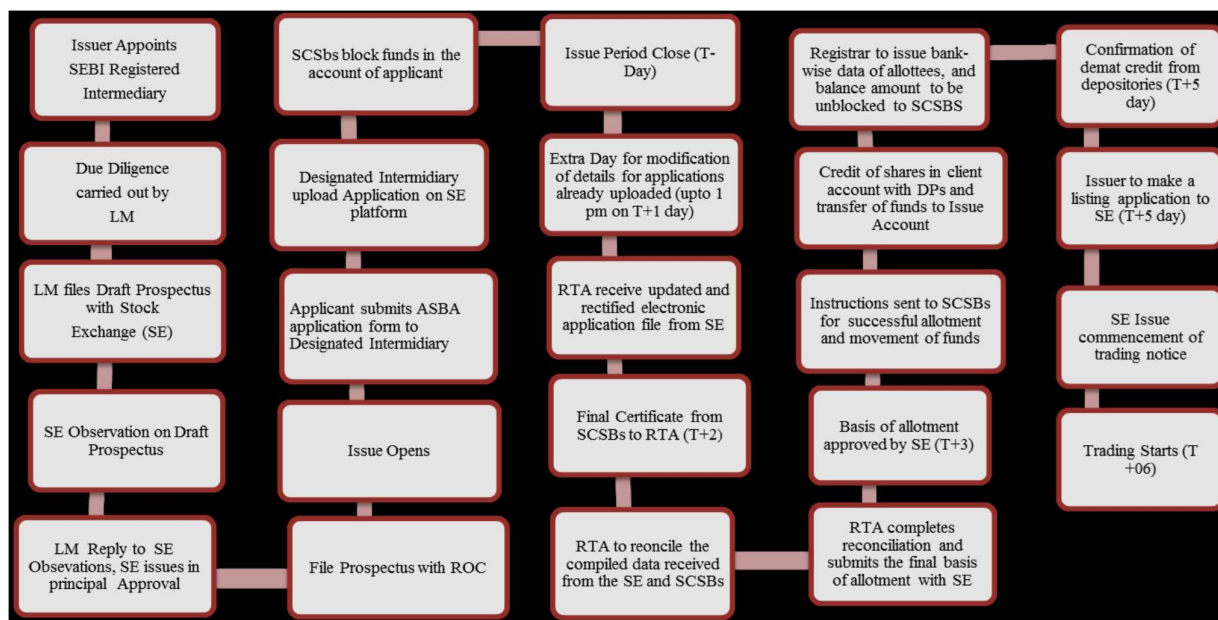 Issuer Appoints
SEBI Registered
Intermediary
Due Diligence
carried out by
LM
LM files Draft Prospectus
with Stock
Exchange (SE)
SE Observation on Draft
Prospectus
LM Reply to SE
Obsevations, SE issues in
principal Approval
File Prospectus with ROC
Issue Opens
Applicant submits ASBA
application form to
Designated Intermidiary
Designated Intermidiary
upload Application on SE
platform
SCSbs block funds in the
account of applicant
Issue Period Close (T-
Day)
Extra Day for modification
of details for applications
already uploaded (upto 1
pm on T+1 day)
RTA receive updated and
rectified electronic
application file from SE
Final Certificate from
SCSBs to RTA (T+2)
RTA to reconcile the
compiled data received
from the SE and SCSBs
RTA completes
reconciliation and
submits the final basis
of allotment with SE
Basis of allotment
approved by SE (T+3)
Instructions sent to SCSBs
for successful allotment
and movement of funds
Credit of shares in client
account with DPs and
transfer of funds to Issue
Account
Registrar to issue bank-
wise data of allottees, and
balance amount to be
unblocked to SCSBS
Confirmation of
demat credit from
depositories (T+5
day)
Issuer to make a
listing application to
SE (T+5 day)
SE Issue
commencement of
trading notice
Trading Starts (T
+06)